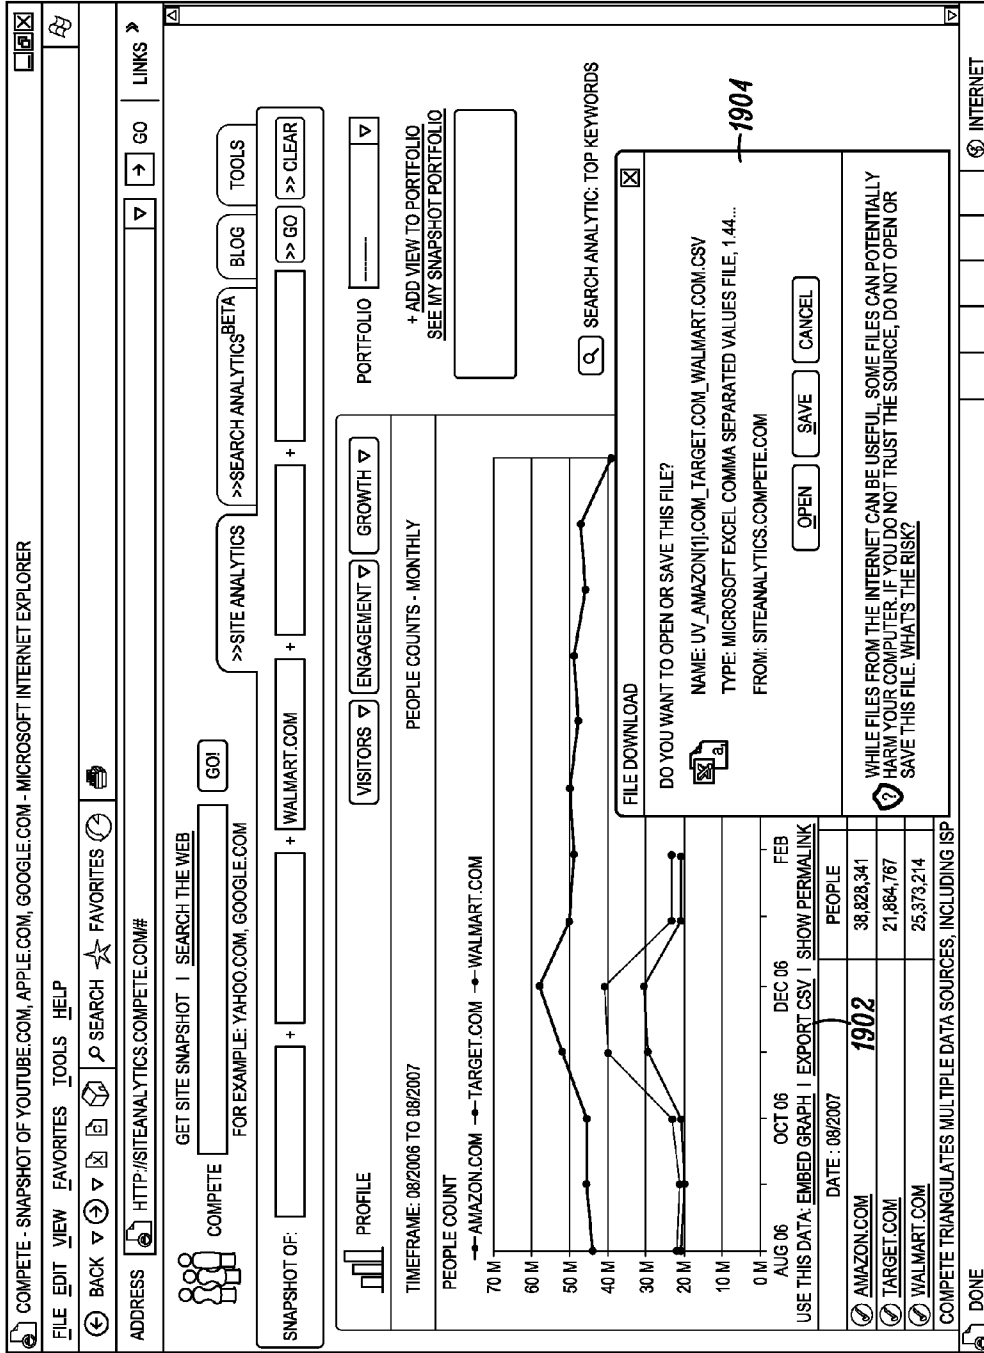 COMPETE - SNAPSHOT OF YOUTUBE.COM, APPLE.COM, GOOGLE.COM - MICROSOFT INTERNET EXPLORER
FILE EDIT VIEW FAVORITES TOOLS HELP
BACK SEARCH FAVORITES
ADDRESS HTTP://SITEANALYTICS.COMPETE.COM/# GO LINKS »
GET SITE SNAPSHOT | SEARCH THE WEB
COMPETE GO!
FOR EXAMPLE: YAHOO.COM, GOOGLE.COM
>>SITE ANALYTICS >>SEARCH ANALYTICS BETA BLOG TOOLS
SNAPSHOT OF: + + WALMART.COM + + >> GO >> CLEAR
PROFILE VISITORS ENGAGEMENT GROWTH
PORTFOLIO
TIMEFRAME: 08/2006 TO 08/2007 PEOPLE COUNTS - MONTHLY
+ ADD VIEW TO PORTFOLIO
SEE MY SNAPSHOT PORTFOLIO
PEOPLE COUNT
AMAZON.COM TARGET.COM WALMART.COM
70 M
60 M
50 M
40 M
30 M
20 M
10 M
0 M
AUG 06 OCT 06 DEC 06 FEB
SEARCH ANALYTIC: TOP KEYWORDS
FILE DOWNLOAD
DO YOU WANT TO OPEN OR SAVE THIS FILE?
NAME: UV_AMAZON[1].COM_TARGET.COM_WALMART.COM.CSV
TYPE: MICROSOFT EXCEL COMMA SEPARATED VALUES FILE, 1.44...
FROM: SITEANALYTICS.COMPETE.COM
OPEN SAVE CANCEL
WHILE FILES FROM THE INTERNET CAN BE USEFUL, SOME FILES CAN POTENTIALLY
HARM YOUR COMPUTER. IF YOU DO NOT TRUST THE SOURCE, DO NOT OPEN OR
SAVE THIS FILE. WHAT'S THE RISK?
1904
USE THIS DATA: EMBED GRAPH | EXPORT CSV | SHOW PERMALINK
1902
DATE : 08/2007 PEOPLE
AMAZON.COM 38,828,341
TARGET.COM 21,864,767
WALMART.COM 25,373,214
COMPETE TRIANGULATES MULTIPLE DATA SOURCES, INCLUDING ISP
DONE INTERNET